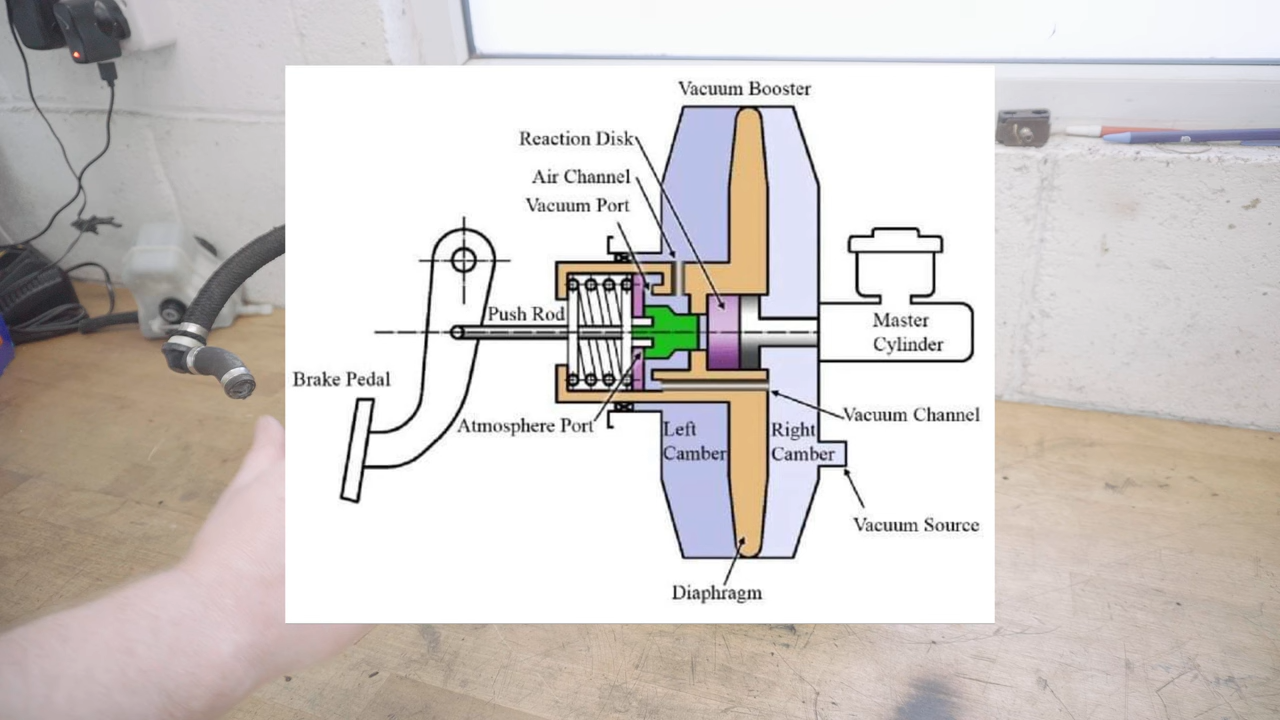 Vacuum Booster
Reaction Disk
Air Channel
Vacuum Port
Push Rod
Master
Cylinder
Brake Pedal
Atmosphere Port
Left
Camber
Right
Camber
Vacuum Channel
Vacuum Source
Diaphragm